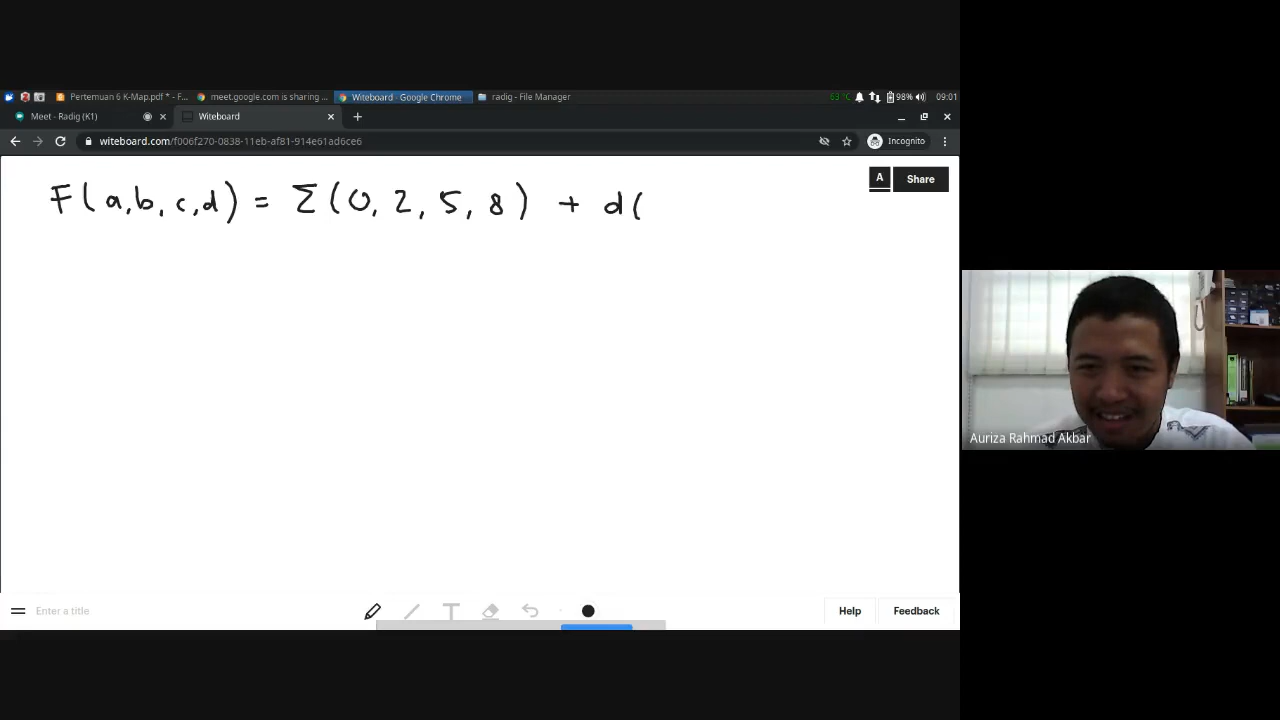 Pertemuan 6 K-Map.pdf * - F...
meet.google.com is sharing ...
Witeboard - Google Chrome
radig - File Manager
63°C
98%
09:01
Meet - Radig (K1)
Witeboard
witeboard.com/f006f270-0838-11eb-af81-914e61ad6ce6
Incognito
F(a,b,c,d) = Σ(0, 2, 5, 8) + d(
A
Share
Auriza Rahmad Akbar
Enter a title
T
Help
Feedback